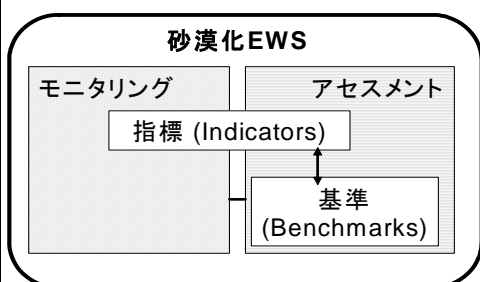 砂漠化EWS
モニタリング
アセスメント
指標 (Indicators)
基準
(Benchmarks)